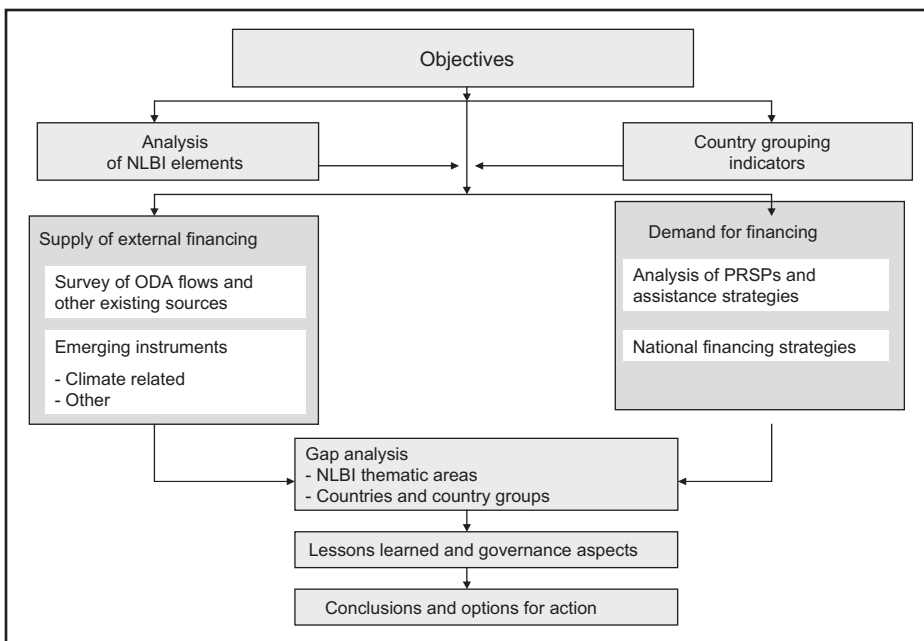 Objectives
Analysis
of NLBI elements
Country grouping
indicators
Supply of external financing
Survey of ODA flows and
other existing sources
Emerging instruments
- Climate related
- Other
Demand for financing
Analysis of PRSPs and
assistance strategies
National financing strategies
Gap analysis
- NLBI thematic areas
- Countries and country groups
Lessons learned and governance aspects
Conclusions and options for action